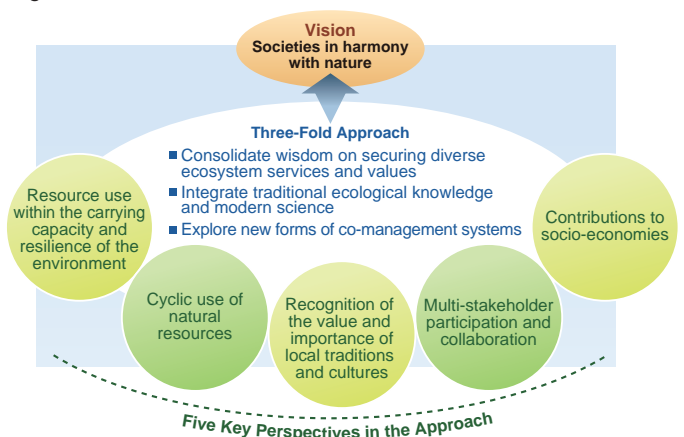 Vision
Societies in harmony
with nature
Three-Fold Approach
Consolidate wisdom on securing diverse
ecosystem services and values
Integrate traditional ecological knowledge
and modern science
Explore new forms of co-management systems
Resource use
within the carrying
capacity and
resilience of the
environment
Cyclic use of
natural
resources
Recognition of
the value and
importance of
local traditions
and cultures
Multi-stakeholder
participation and
collaboration
Contributions to
socio-economies
Five Key Perspectives in the Approach